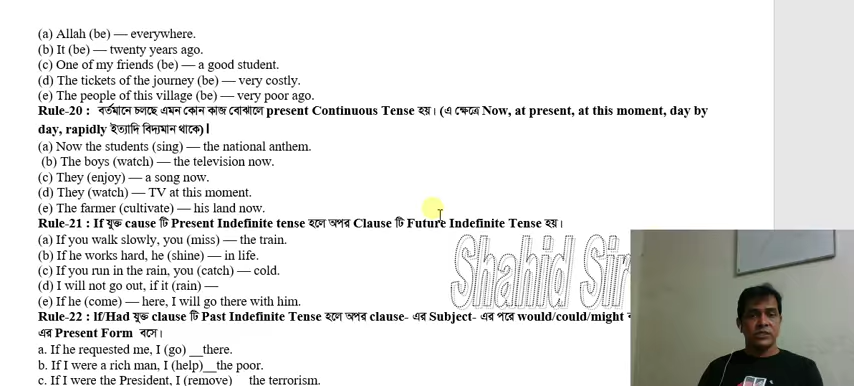 (a) Allah (be) — everywhere.
(b) It (be) — twenty years ago.
(c) One of my friends (be) — a good student.
(d) The tickets of the journey (be) — very costly.
(e) The people of this village (be) — very poor ago.
Rule-20 : বর্তমানে চলছে এমন কোন কাজ বোঝালে present Continuous Tense হয়। (এ ক্ষেত্রে Now, at present, at this moment, day by
day, rapidly ইত্যাদি বিদ্যমান থাকে)।
(a) Now the students (sing) — the national anthem.
(b) The boys (watch) — the television now.
(c) They (enjoy) — a song now.
(d) They (watch) — TV at this moment.
(e) The farmer (cultivate) — his land now.
Rule-21 : If যুক্ত cause টি Present Indefinite tense হলে অপর Clause টি Future Indefinite Tense হয়।
(a) If you walk slowly, you (miss) — the train.
(b) If he works hard, he (shine) — in life.
(c) If you run in the rain, you (catch) — cold.
(d) I will not go out, if it (rain) —
(e) If he (come) — here, I will go there with him.
Shahid Sir
Rule-22 : If/Had যুক্ত clause টি Past Indefinite Tense হলে অপর clause- এর Subject- এর পরে would/could/might
এর Present Form বসে।
a. If he requested me, I (go) __there.
b. If I were a rich man, I (help)__the poor.
c. If I were the President, I (remove) __ the terrorism.